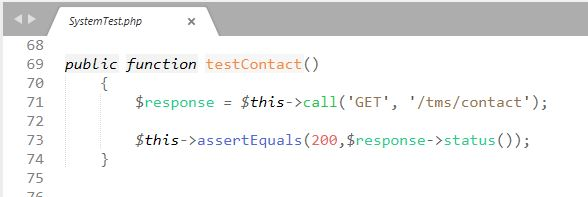 SystemTest.php ×
68
69 public function testContact()
70 {
71 $response = $this->call('GET', '/tms/contact');
72
73 $this->assertEquals(200,$response->status());
74 }
75